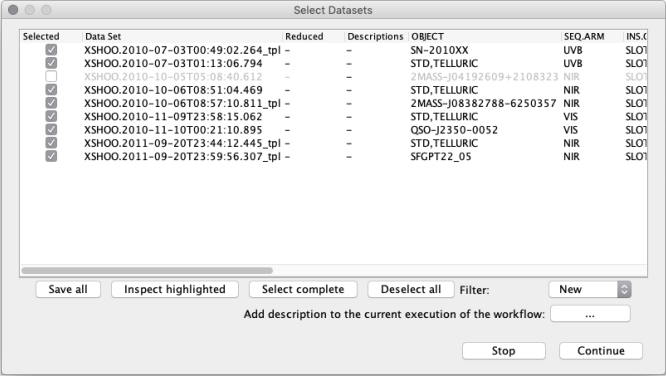 Select Datasets
Selected Data Set Reduced Descriptions OBJECT SEQ.ARM INS.O
XSHOO.2010-07-03T00:49:02.264_tpl - - SN-2010XX UVB SLOT
XSHOO.2010-07-03T01:13:06.794 - - STD,TELLURIC UVB SLOT
XSHOO.2010-10-05T05:08:40.612 - - 2MASS-J04192609+2108323 NIR SLOT
XSHOO.2010-10-06T08:51:04.469 - - STD,TELLURIC NIR SLOT
XSHOO.2010-10-06T08:57:10.811_tpl - - 2MASS-J08382788-6250357 NIR SLOT
XSHOO.2010-11-09T23:58:15.062 - - STD,TELLURIC VIS SLOT
XSHOO.2010-11-10T00:21:10.895 - - QSO-J2350-0052 VIS SLOT
XSHOO.2011-09-20T23:44:12.445_tpl - - STD,TELLURIC NIR SLOT
XSHOO.2011-09-20T23:59:56.307_tpl - - SFGPT22_05 NIR SLOT
Save all Inspect highlighted Select complete Deselect all Filter: New
Add description to the current execution of the workflow: ...
Stop Continue